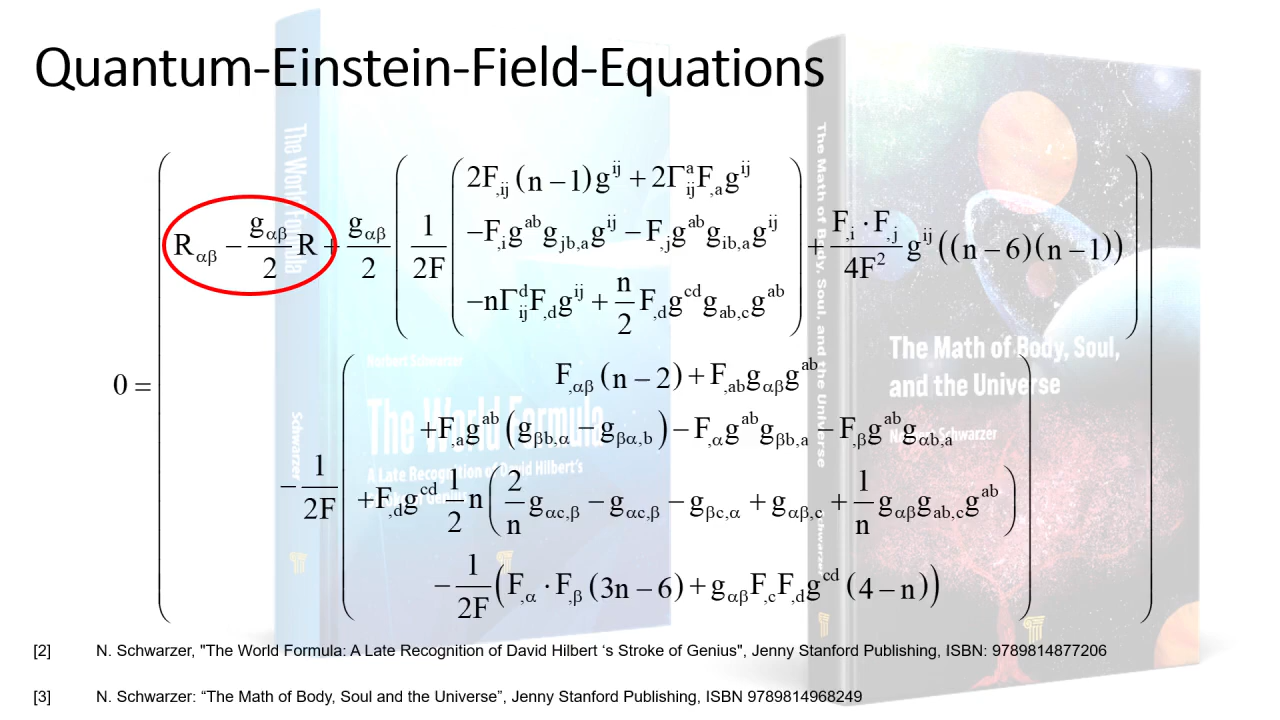 Quantum-Einstein-Field-Equations
0 = ( R_αβ − g_αβ/2 R + g_αβ/2 ( 1/2F ( 2F_,ij (n − 1) g^ij + 2Γ^a_ij F_,a g^ij
−F_,i g^ab g_jb,a g^ij − F_,j g^ab g_ib,a g^ij
−nΓ^d_ij F_,d g^ij + n/2 F_,d g^cd g_ab,c g^ab ) + F_,i · F_,j / 4F² g^ij ((n − 6)(n − 1)) )
− 1/2F ( F_,αβ (n − 2) + F_,ab g_αβ g^ab
+F_,a g^ab (g_βb,α − g_βα,b) − F_,α g^ab g_βb,a − F_,β g^ab g_αb,a
+F_,d g^cd 1/2 n ( 2/n g_αc,β − g_αc,β − g_βc,α + g_αβ,c + 1/n g_αβ g_ab,c g^ab )
− 1/2F (F_,α · F_,β (3n − 6) + g_αβ F_,c F_,d g^cd (4 − n)) ) )
The World Formula
Schwarzer
Norbert Schwarzer
The World Formula
A Late Recognition of David Hilbert's
The Math of Body, Soul, and the Universe
Schwarzer
The Math of Body, Soul,
and the Universe
Norbert Schwarzer
[2] N. Schwarzer, "The World Formula: A Late Recognition of David Hilbert ‘s Stroke of Genius", Jenny Stanford Publishing, ISBN: 9789814877206
[3] N. Schwarzer: “The Math of Body, Soul and the Universe”, Jenny Stanford Publishing, ISBN 9789814968249